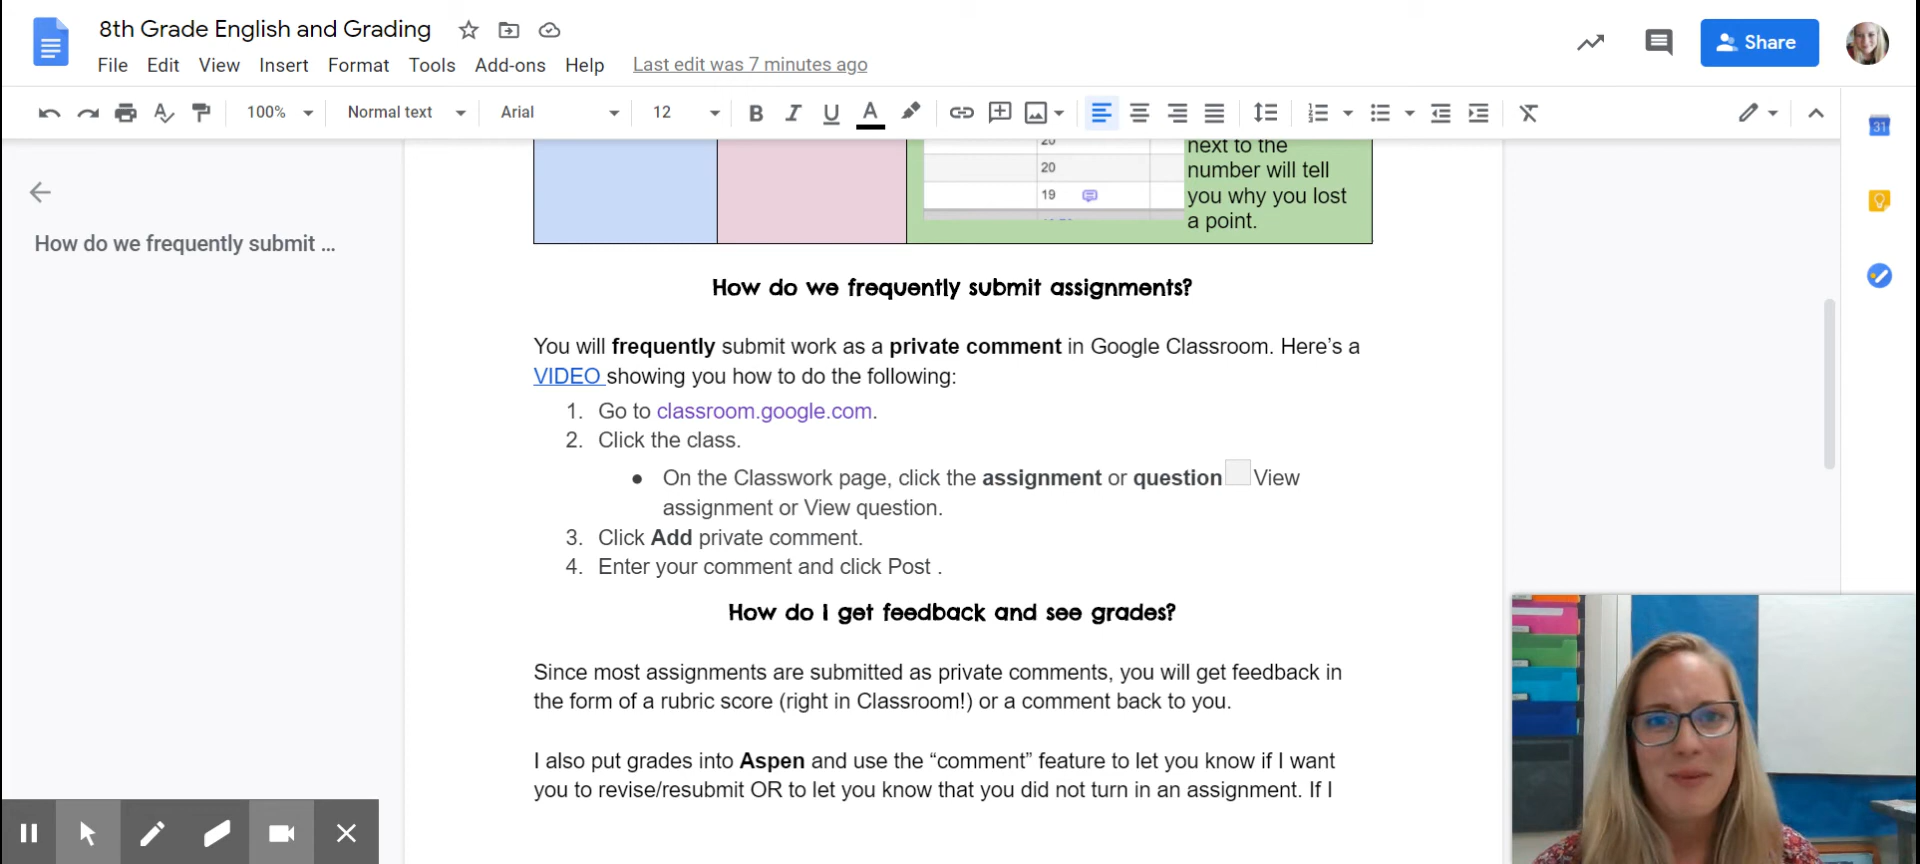 8th Grade English and Grading
File Edit View Insert Format Tools Add-ons Help Last edit was 7 minutes ago
Share
100% Normal text Arial 12 B I U A
31
How do we frequently submit ...
20
20
19
next to the
number will tell
you why you lost
a point.
How do we frequently submit assignments?
You will frequently submit work as a private comment in Google Classroom. Here’s a
VIDEO showing you how to do the following:
1. Go to classroom.google.com.
2. Click the class.
● On the Classwork page, click the assignment or question View
assignment or View question.
3. Click Add private comment.
4. Enter your comment and click Post .
How do I get feedback and see grades?
Since most assignments are submitted as private comments, you will get feedback in
the form of a rubric score (right in Classroom!) or a comment back to you.
I also put grades into Aspen and use the “comment” feature to let you know if I want
you to revise/resubmit OR to let you know that you did not turn in an assignment. If I